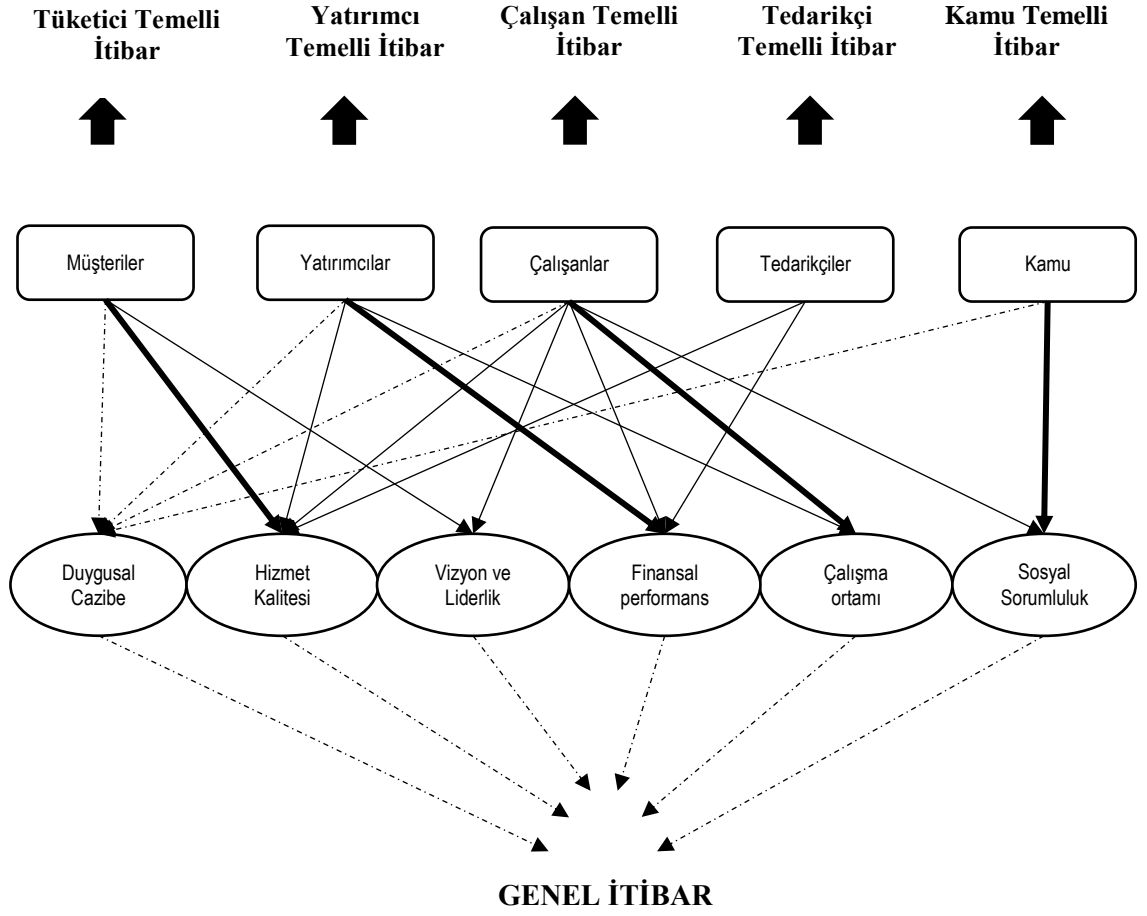 Tüketici Temelli
İtibar
Yatırımcı
Temelli İtibar
Çalışan Temelli
İtibar
Tedarikçi
Temelli İtibar
Kamu Temelli
İtibar
Müşteriler
Yatırımcılar
Çalışanlar
Tedarikçiler
Kamu
Duygusal
Cazibe
Hizmet
Kalitesi
Vizyon ve
Liderlik
Finansal
performans
Çalışma
ortamı
Sosyal
Sorumluluk
GENEL İTİBAR